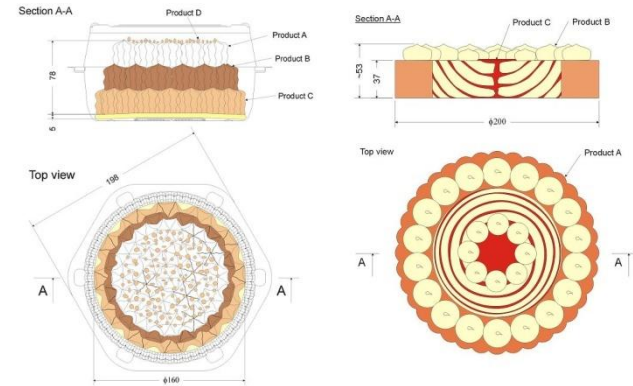 Section A-A
Product D
Product A
Product B
Product C
78
5
Top view
198
A
A
ϕ160
Section A-A
Product C
Product B
~53
37
ϕ200
Top view
Product A
A
A